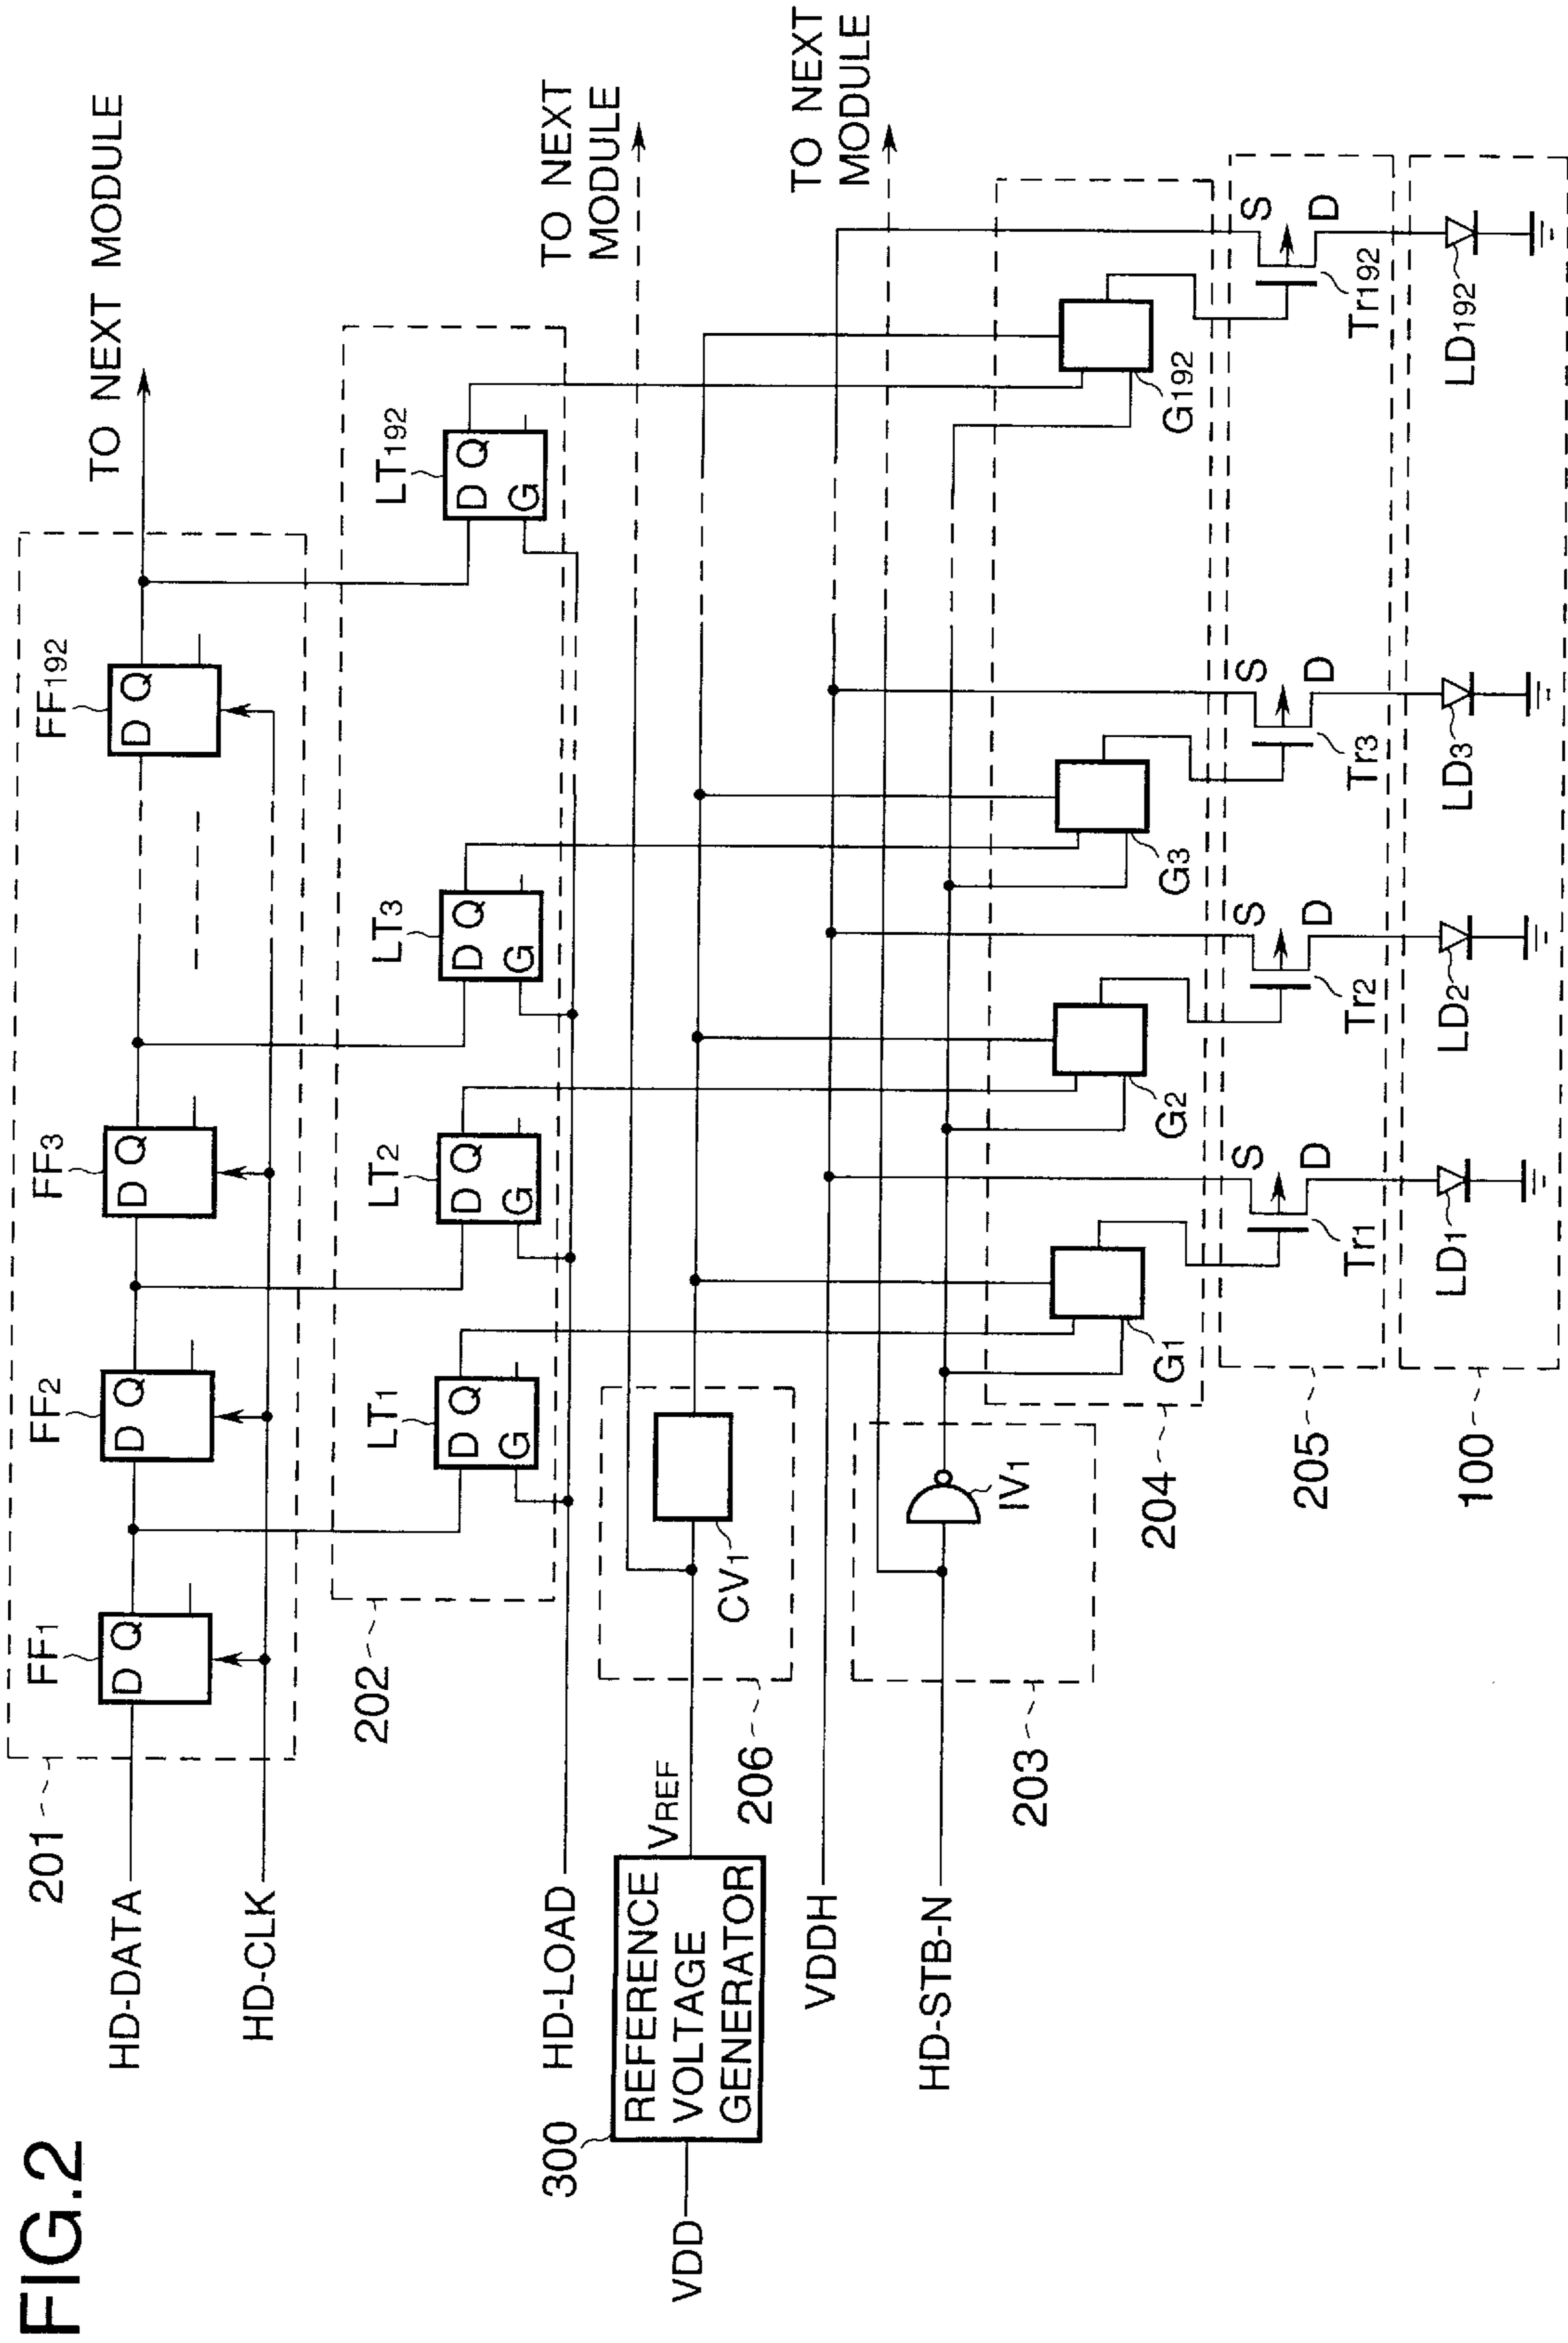 FIG.2
TO NEXT MODULE
201
FF1
FF2
FF3
FF192
D Q
D Q
D Q
D Q
HD-DATA
HD-CLK
202
LT1
LT2
LT3
LT192
D Q
G
D Q
G
D Q
G
D Q
G
HD-LOAD
TO NEXT
MODULE
300
VDD
REFERENCE
VOLTAGE
GENERATOR
VREF
206
CV1
TO NEXT
MODULE
VDDH
HD-STB-N
203
IV1
204
G1
G2
G3
G192
205
S
D
Tr1
S
D
Tr2
S
D
Tr3
S
D
Tr192
100
LD1
LD2
LD3
LD192